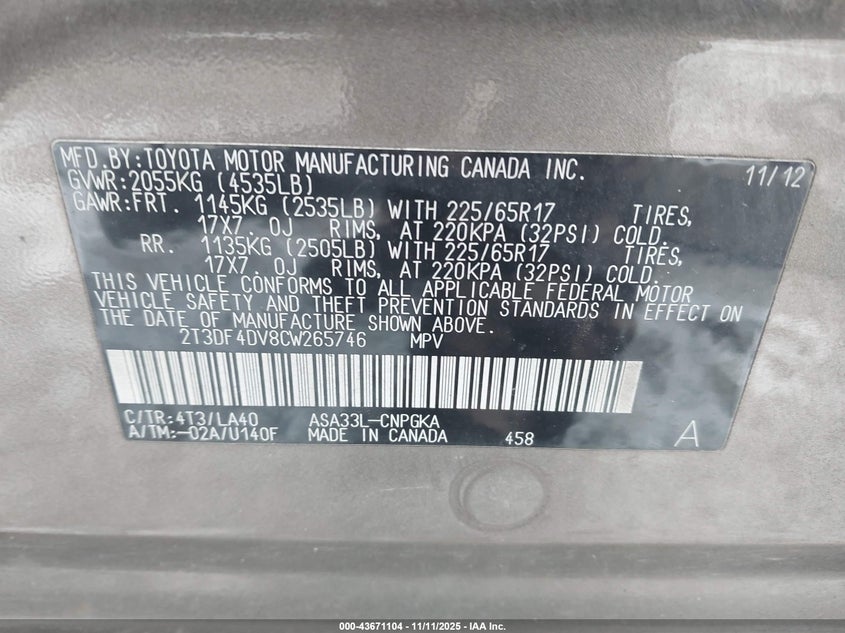 MFD.BY:TOYOTA MOTOR MANUFACTURING CANADA INC. 11/12
GVWR:2055KG (4535LB)
GAWR:FRT. 1145KG (2535LB) WITH 225/65R17 TIRES,
17X7.0J RIMS, AT 220KPA (32PSI) COLD.
RR. 1135KG (2505LB) WITH 225/65R17 TIRES,
17X7.0J RIMS, AT 220KPA (32PSI) COLD.
THIS VEHICLE CONFORMS TO ALL APPLICABLE FEDERAL MOTOR
VEHICLE SAFETY AND THEFT PREVENTION STANDARDS IN EFFECT ON
THE DATE OF MANUFACTURE SHOWN ABOVE.
2T3DF4DV8CW265746 MPV
C/TR:4T3/LA40 ASA33L-CNPGKA
A/TM:-02A/U140F MADE IN CANADA 458 A
000-43671104 - 11/11/2025 - IAA Inc.